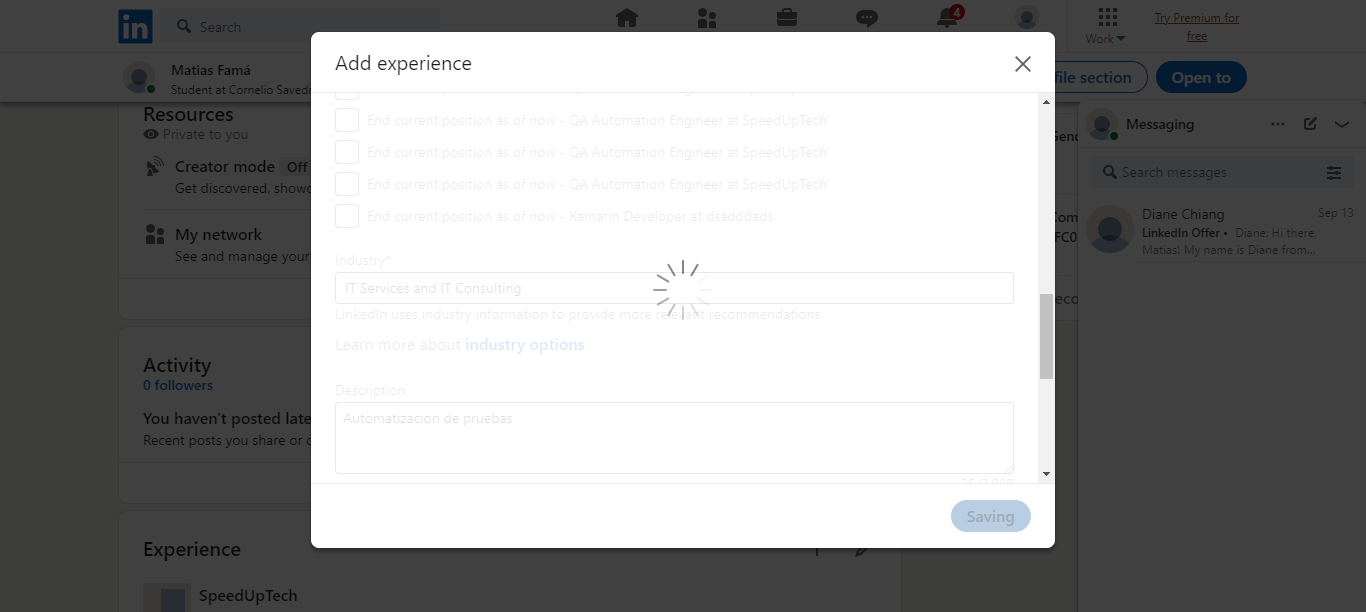 in
Search
4
Work
Try Premium for
free
Matias Famá
Student at Cornelio Saved
file section
Open to
Add experience
End current position as of now - QA Automation Engineer at SpeedUpTech
End current position as of now - QA Automation Engineer at SpeedUpTech
End current position as of now - QA Automation Engineer at SpeedUpTech
End current position as of now - Xamarin Developer at dsadddads
Industry*
IT Services and IT Consulting
LinkedIn uses industry information to provide more relevant recommendations
Learn more about industry options
Description
Automatizacion de pruebas
Saving
Resources
Private to you
Creator mode Off
Get discovered, showc
My network
See and manage your
Activity
0 followers
You haven't posted late
Recent posts you share or c
Experience
SpeedUpTech
Messaging
Search messages
Diane Chiang
Sep 13
LinkedIn Offer • Diane: Hi there,
Matias! My name is Diane from...